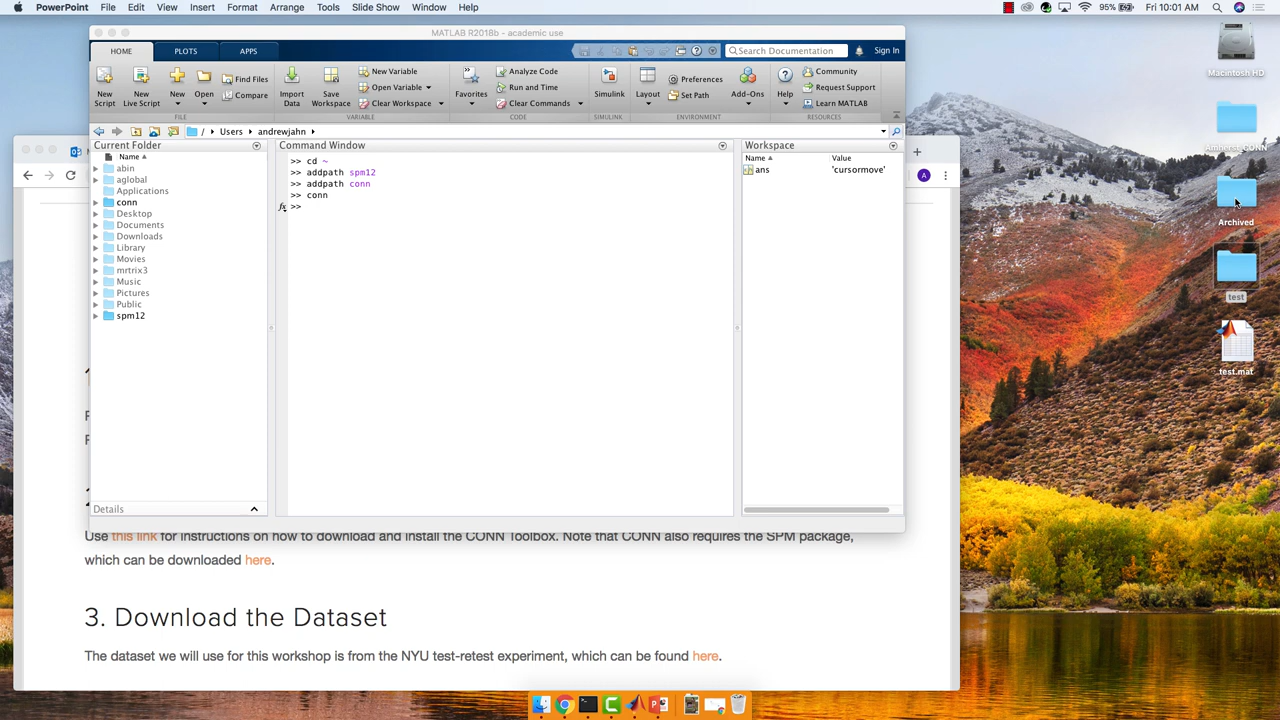 PowerPoint File Edit View Insert Format Arrange Tools Slide Show Window Help 95% Fri 10:01 AM
MATLAB R2018b - academic use
HOME PLOTS APPS Search Documentation Sign In
New Script
New Live Script
New
Open
Find Files
Compare
FILE
Import Data
Save Workspace
New Variable
Open Variable
Clear Workspace
VARIABLE
Favorites
Analyze Code
Run and Time
Clear Commands
CODE
Simulink
SIMULINK
Layout
Preferences
Set Path
Add-Ons
ENVIRONMENT
Help
Community
Request Support
Learn MATLAB
RESOURCES
/ Users andrewjahn
Current Folder
Name
abin
aglobal
Applications
conn
Desktop
Documents
Downloads
Library
Movies
mrtrix3
Music
Pictures
Public
spm12
Details
Command Window
>> cd ~
>> addpath spm12
>> addpath conn
>> conn
fx >>
Workspace
Name Value
ans 'cursormove'
A
Use this link for instructions on how to download and install the CONN Toolbox. Note that CONN also requires the SPM package,
which can be downloaded here.
3. Download the Dataset
The dataset we will use for this workshop is from the NYU test-retest experiment, which can be found here.
Macintosh HD
Amherst_CONN
Archived
test
test.mat